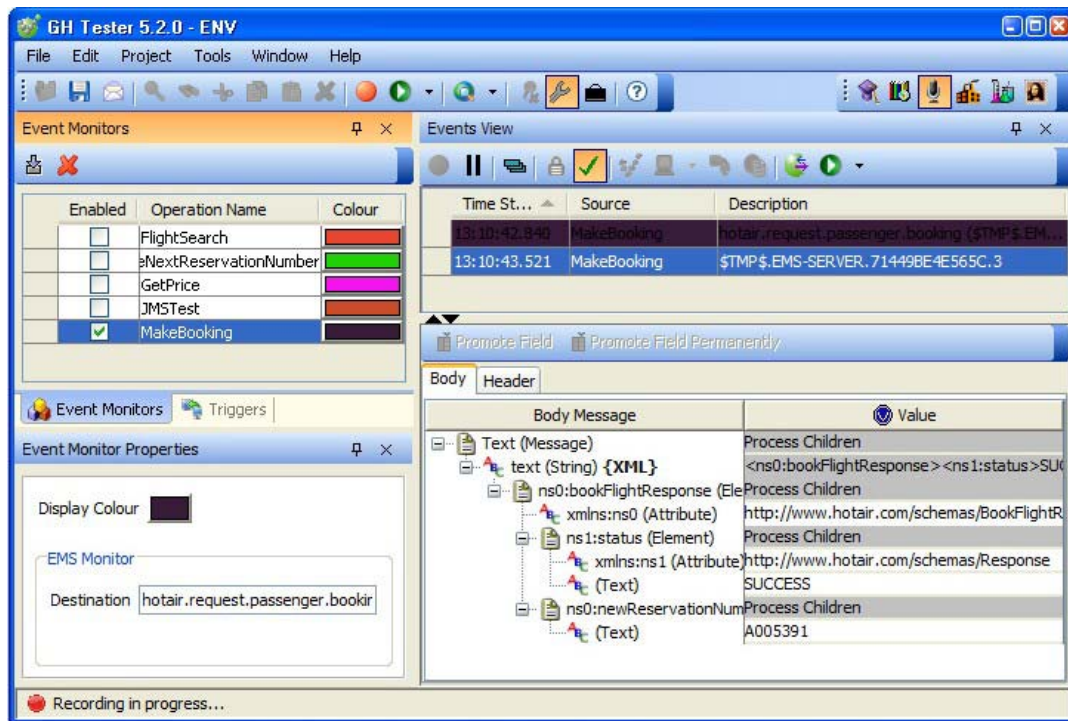 GH Tester 5.2.0 - ENV
File Edit Project Tools Window Help
Event Monitors
Events View
Enabled Operation Name Colour
FlightSearch
eNextReservationNumber
GetPrice
JMSTest
MakeBooking
Time St... Source Description
13:10:42.840 MakeBooking hotair.request.passenger.booking ($TMP$.EM...
13:10:43.521 MakeBooking $TMP$.EMS-SERVER.71449BE4E565C.3
Promote Field Promote Field Permanently
Body Header
Event Monitors Triggers
Event Monitor Properties
Display Colour
EMS Monitor
Destination hotair.request.passenger.bookir
Body Message Value
Text (Message) Process Children
text (String) {XML} <ns0:bookFlightResponse><ns1:status>SUC
ns0:bookFlightResponse (Ele Process Children
xmlns:ns0 (Attribute) http://www.hotair.com/schemas/BookFlightR
ns1:status (Element) Process Children
xmlns:ns1 (Attribute) http://www.hotair.com/schemas/Response
(Text) SUCCESS
ns0:newReservationNum Process Children
(Text) A005391
Recording in progress...